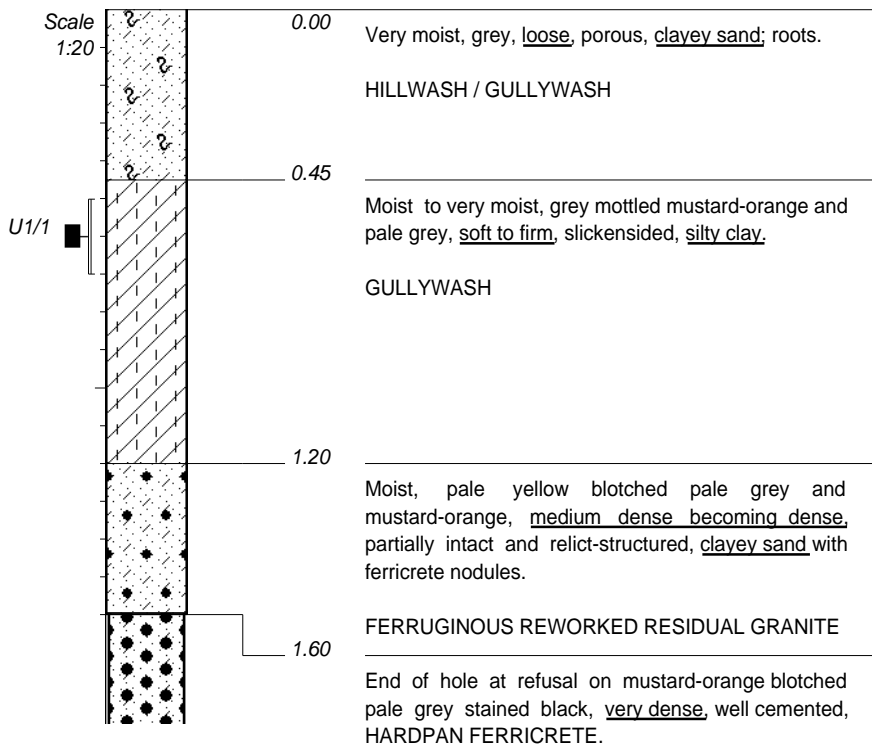 Scale
1:20
0.00
Very moist, grey, loose, porous, clayey sand; roots.
HILLWASH / GULLYWASH
0.45
U1/1
Moist to very moist, grey mottled mustard-orange and
pale grey, soft to firm, slickensided, silty clay.
GULLYWASH
1.20
Moist, pale yellow blotched pale grey and
mustard-orange, medium dense becoming dense,
partially intact and relict-structured, clayey sand with
ferricrete nodules.
FERRUGINOUS REWORKED RESIDUAL GRANITE
1.60
End of hole at refusal on mustard-orange blotched
pale grey stained black, very dense, well cemented,
HARDPAN FERRICRETE.